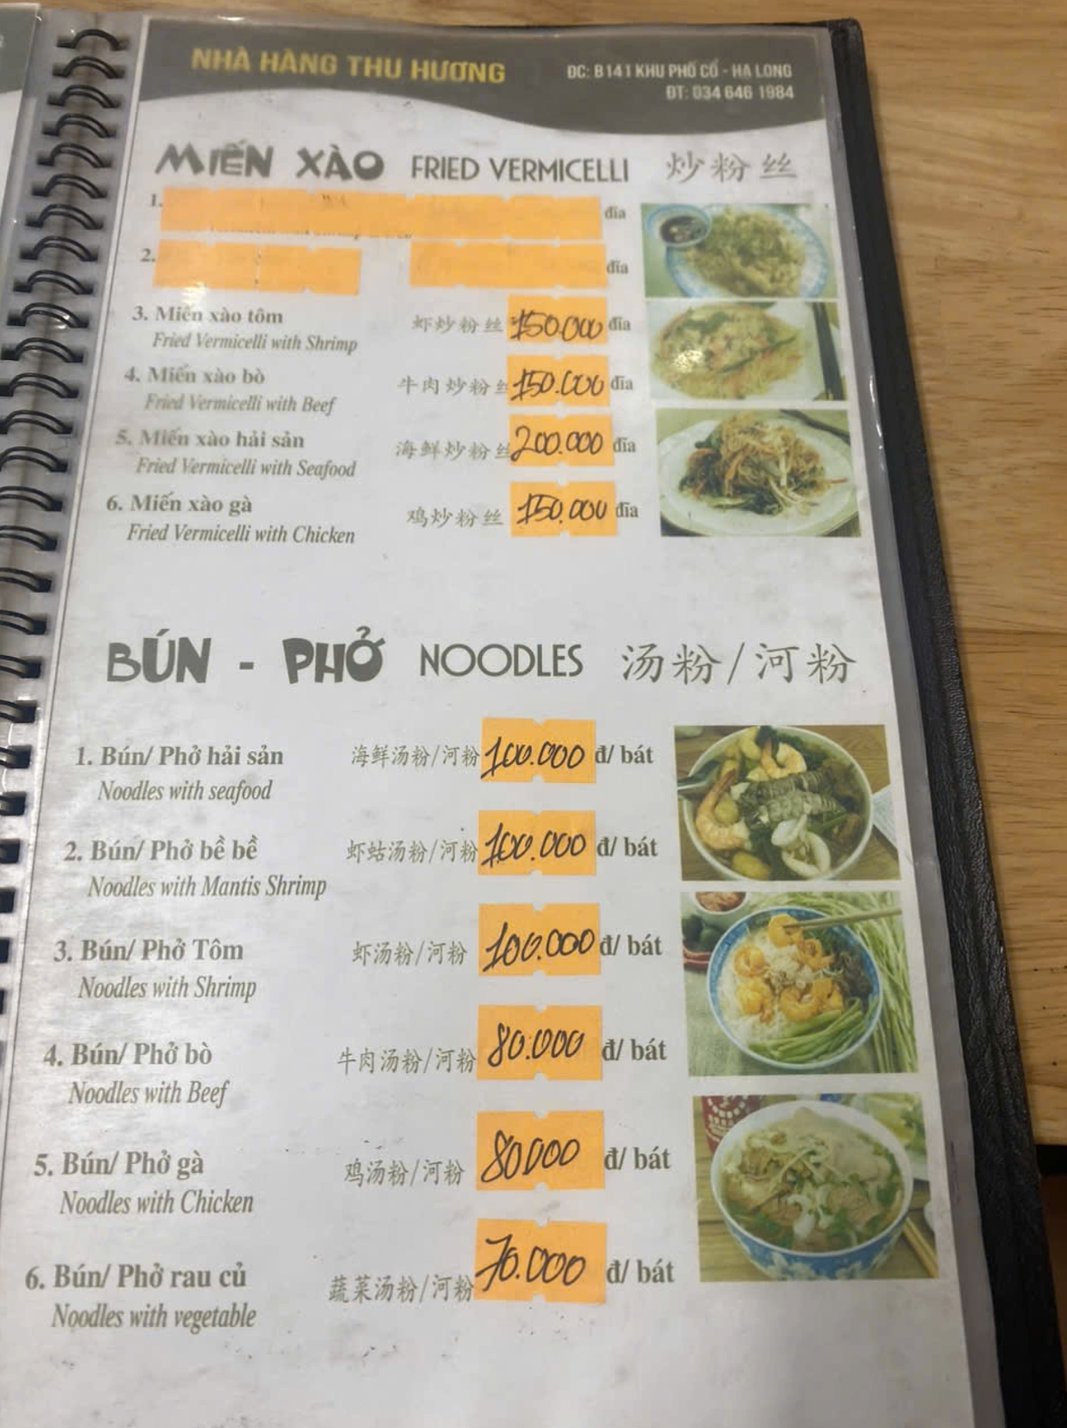 NHÀ HÀNG THU HƯƠNG
ĐC: B141 KHU PHỐ CỔ - HẠ LONG
ĐT: 034 646 1984
MIẾN XÀO FRIED VERMICELLI 炒粉丝
1. đĩa
2. đĩa
3. Miến xào tôm 虾炒粉丝 150.000 đĩa
Fried Vermicelli with Shrimp
4. Miến xào bò 牛肉炒粉丝 150.000 đĩa
Fried Vermicelli with Beef
5. Miến xào hải sản 海鲜炒粉丝 200.000 đĩa
Fried Vermicelli with Seafood
6. Miến xào gà 鸡炒粉丝 150.000 đĩa
Fried Vermicelli with Chicken
BÚN - PHỞ NOODLES 汤粉/河粉
1. Bún/ Phở hải sản 海鲜汤粉/河粉 100.000 đ/ bát
Noodles with seafood
2. Bún/ Phở bề bề 虾蛄汤粉/河粉 100.000 đ/ bát
Noodles with Mantis Shrimp
3. Bún/ Phở Tôm 虾汤粉/河粉 100.000 đ/ bát
Noodles with Shrimp
4. Bún/ Phở bò 牛肉汤粉/河粉 80.000 đ/ bát
Noodles with Beef
5. Bún/ Phở gà 鸡汤粉/河粉 80000 đ/ bát
Noodles with Chicken
6. Bún/ Phở rau củ 蔬菜汤粉/河粉 70.000 đ/ bát
Noodles with vegetable